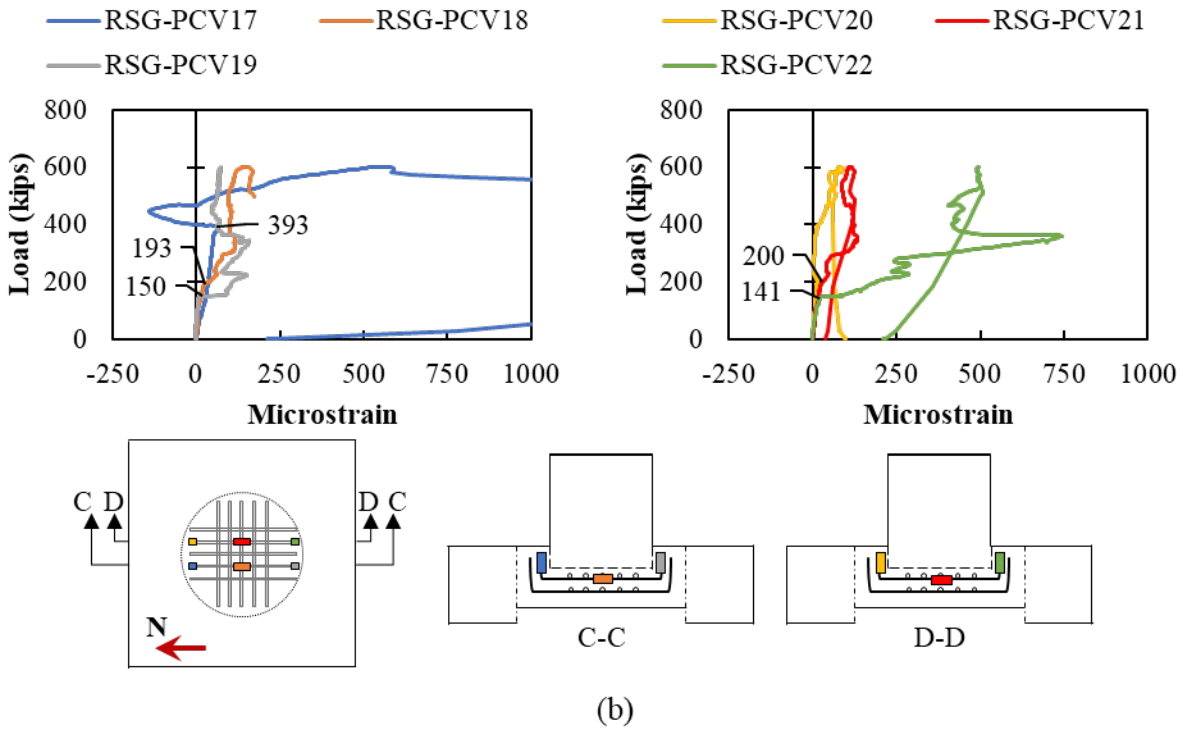 RSG-PCV17 RSG-PCV18 RSG-PCV20 RSG-PCV21
RSG-PCV19 RSG-PCV22
800 800
600 600
400 400
200 200
0 0
393
193
150
200
141
Load (kips) Load (kips)
-250 0 250 500 750 1000 -250 0 250 500 750 1000
Microstrain Microstrain
C D D C
N
C-C D-D
(b)